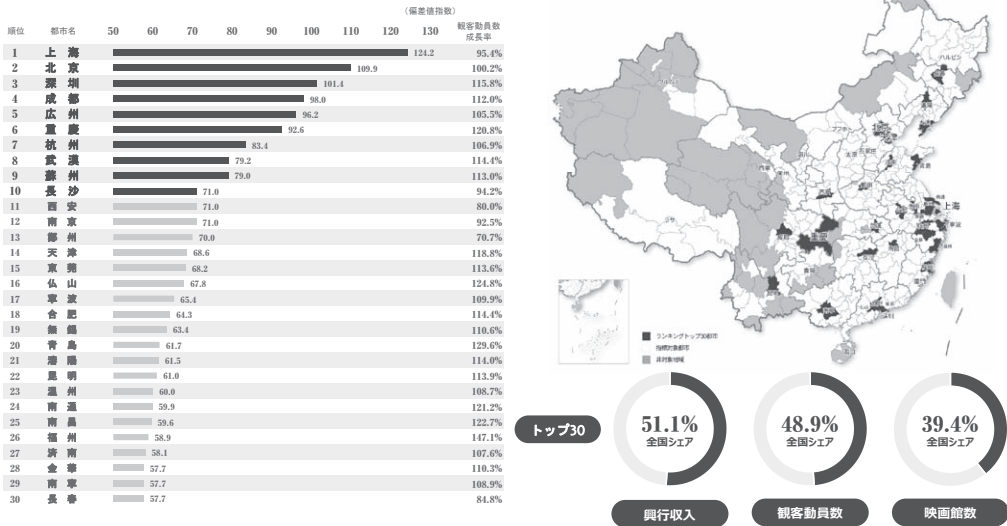 （偏差値指数）
順位 都市名 50 60 70 80 90 100 110 120 130 観客動員数
成長率
1 上海 124.2 95.4%
2 北京 109.9 100.2%
3 深圳 101.4 115.8%
4 成都 98.0 112.0%
5 広州 96.2 105.5%
6 重慶 92.6 120.8%
7 杭州 83.4 106.9%
8 武漢 79.2 114.4%
9 蘇州 79.0 113.0%
10 長沙 71.0 94.2%
11 西安 71.0 80.0%
12 南京 71.0 92.5%
13 鄭州 70.0 70.7%
14 天津 68.6 118.8%
15 東莞 68.2 113.6%
16 仏山 67.8 124.8%
17 寧波 65.4 109.9%
18 合肥 64.3 114.4%
19 無錫 63.4 110.6%
20 青島 61.7 129.6%
21 瀋陽 61.5 114.0%
22 昆明 61.0 113.9%
23 温州 60.0 108.7%
24 南通 59.9 121.2%
25 南昌 59.6 122.7%
26 福州 58.9 147.1%
27 済南 58.1 107.6%
28 金華 57.7 110.3%
29 南寧 57.7 108.9%
30 長春 57.7 84.8%
ハルビン
上海
重慶
ランキングトップ30都市
指標対象都市
非対象地域
トップ30
51.1%
全国シェア
48.9%
全国シェア
39.4%
全国シェア
興行収入
観客動員数
映画館数